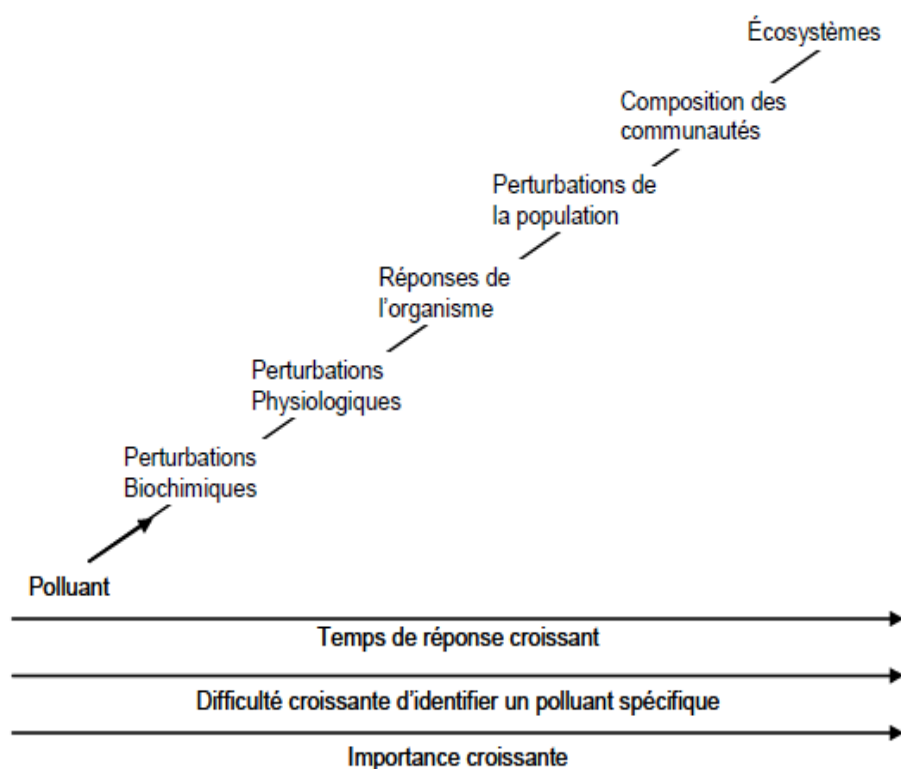 Écosystèmes
Composition des
communautés
Perturbations de
la population
Réponses de
l'organisme
Perturbations
Physiologiques
Perturbations
Biochimiques
Polluant
Temps de réponse croissant
Difficulté croissante d'identifier un polluant spécifique
Importance croissante